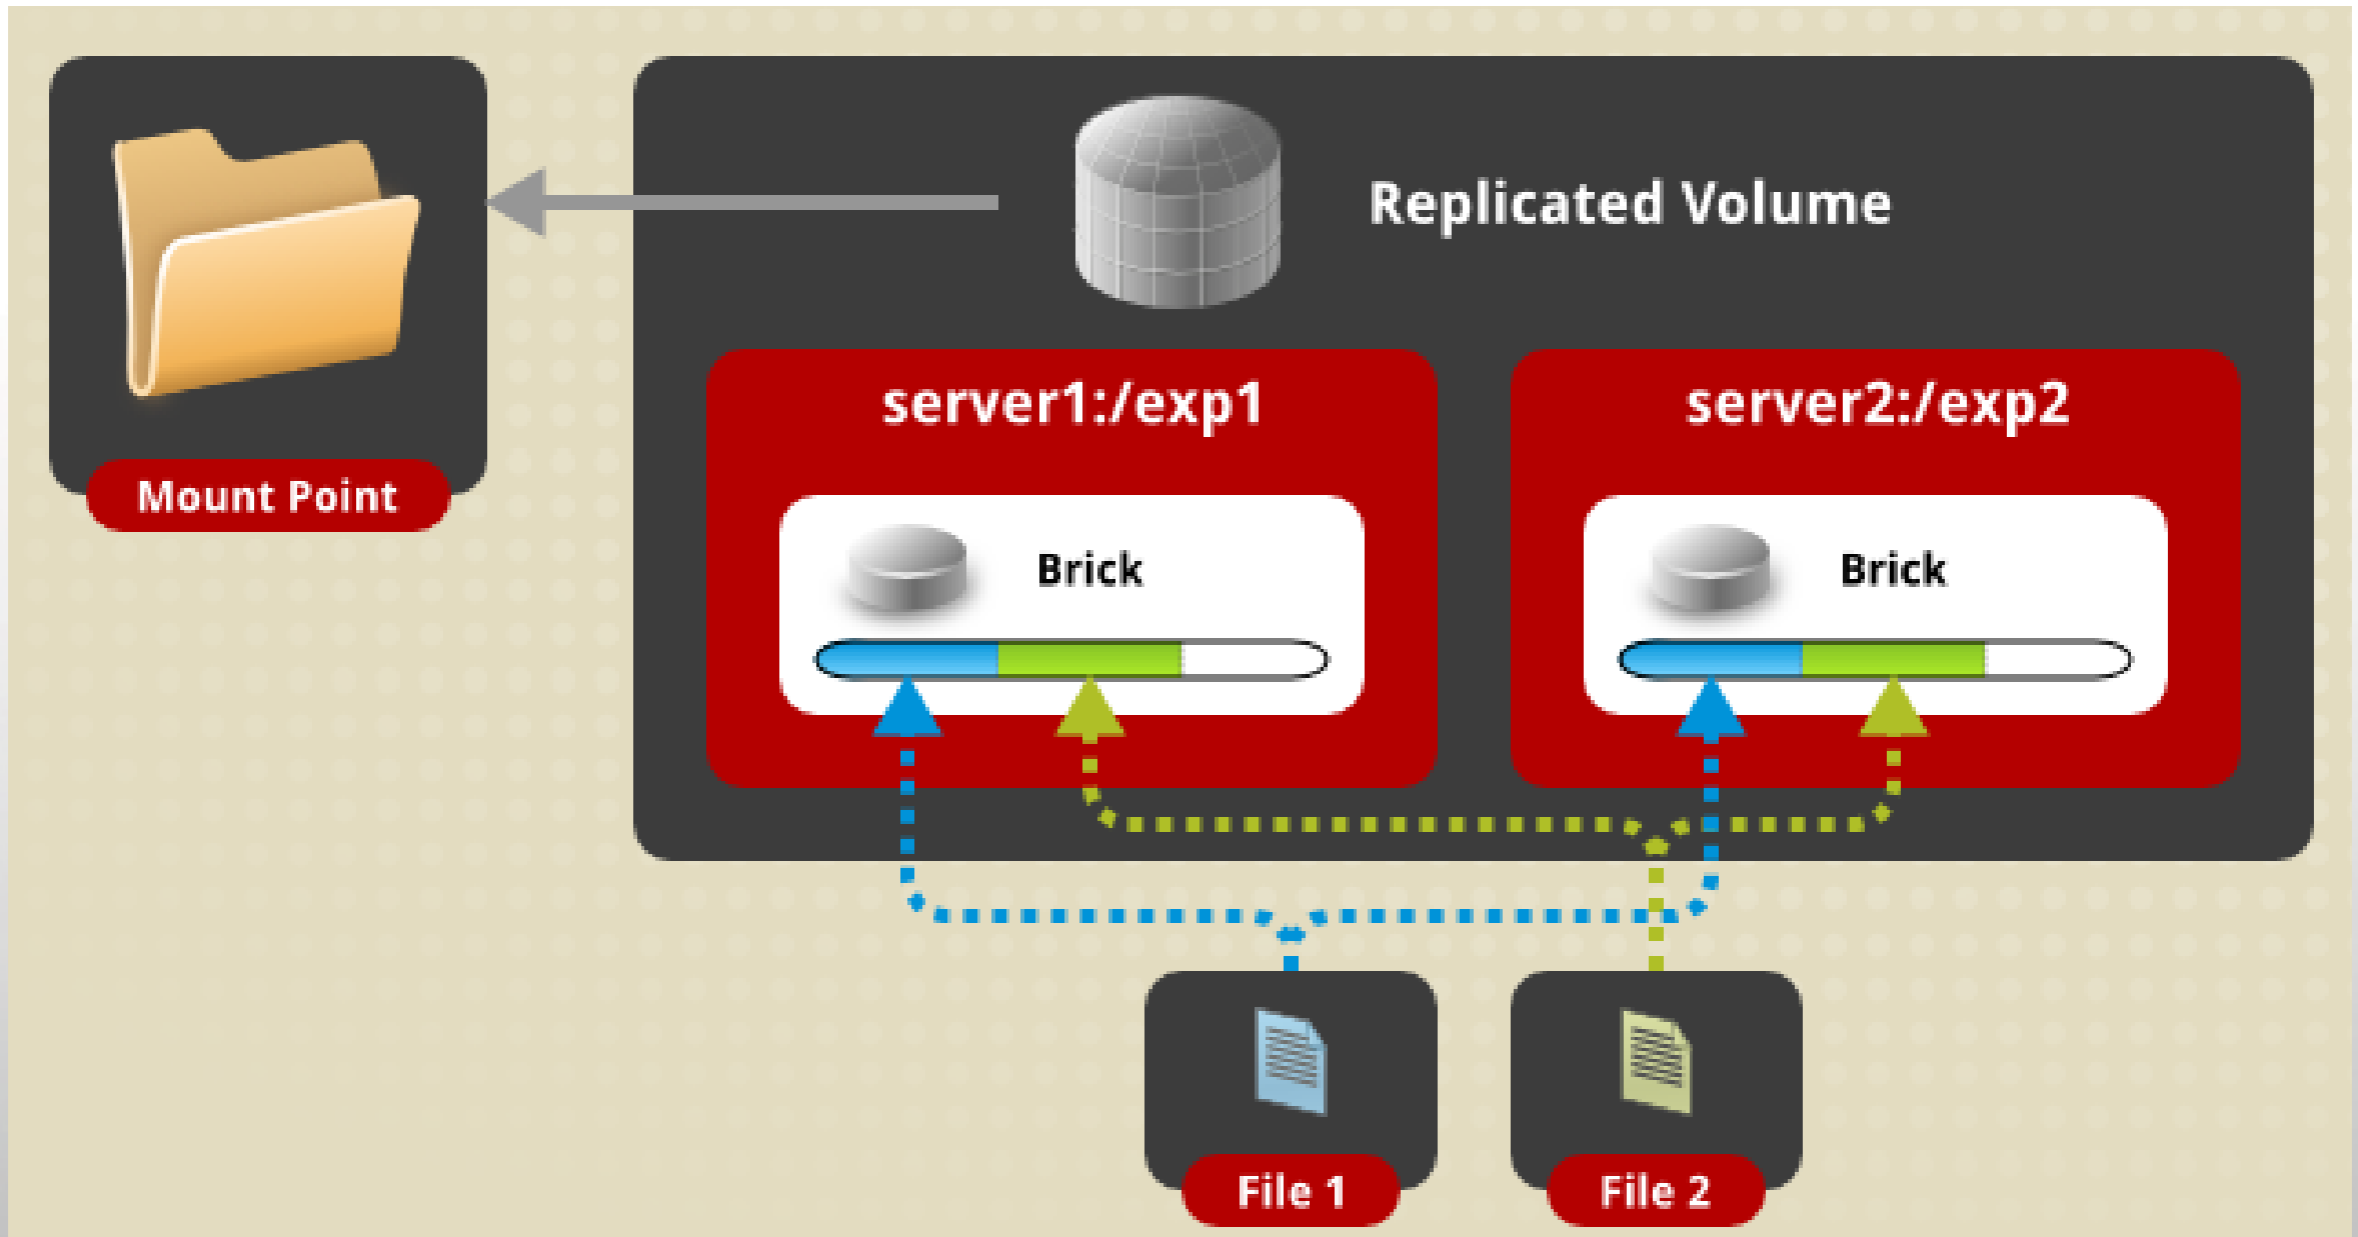 Replicated Volume
Mount Point
server1:/exp1
server2:/exp2
Brick
Brick
File 1
File 2